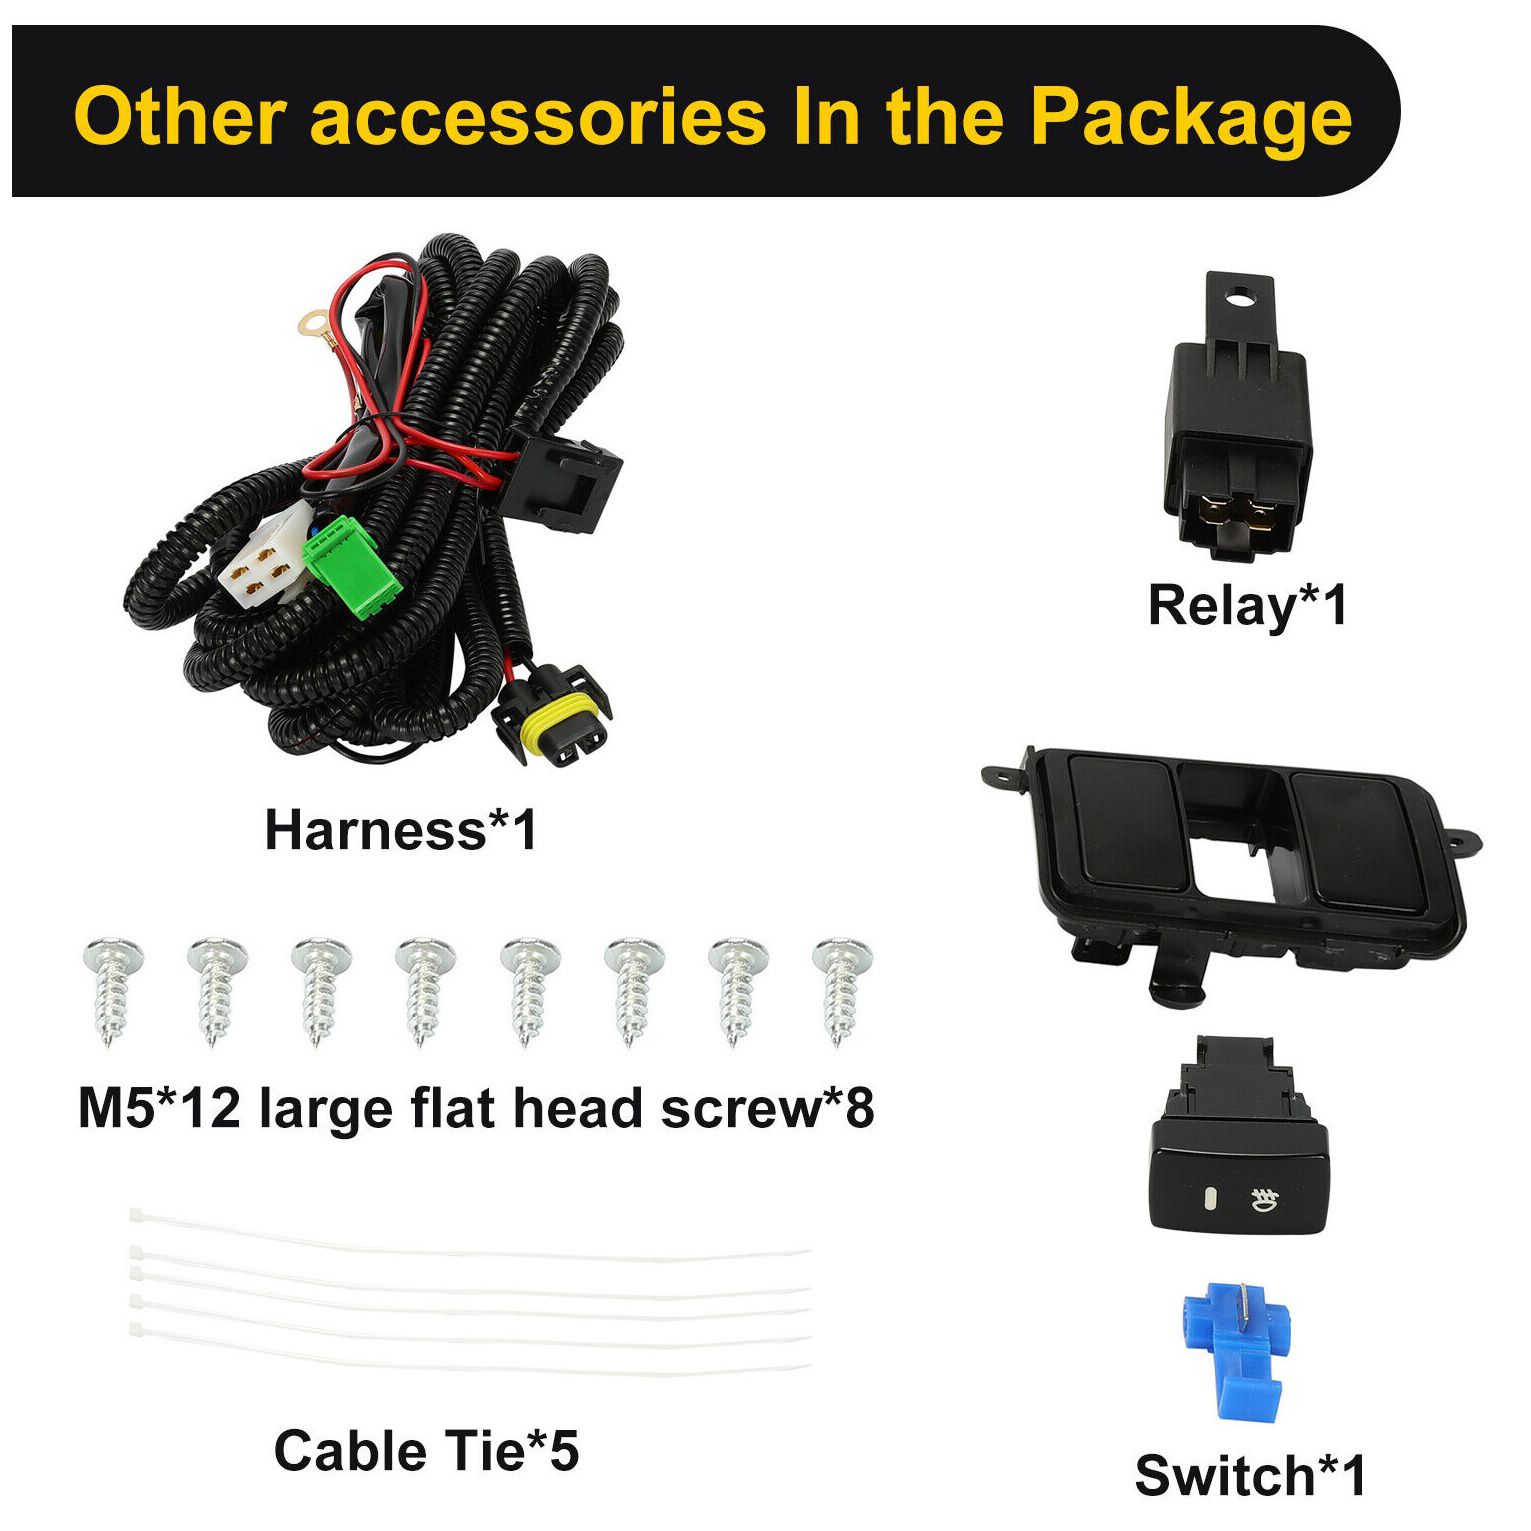 Other accessories In the Package
Relay*1
Harness*1
M5*12 large flat head screw*8
Cable Tie*5
Switch*1